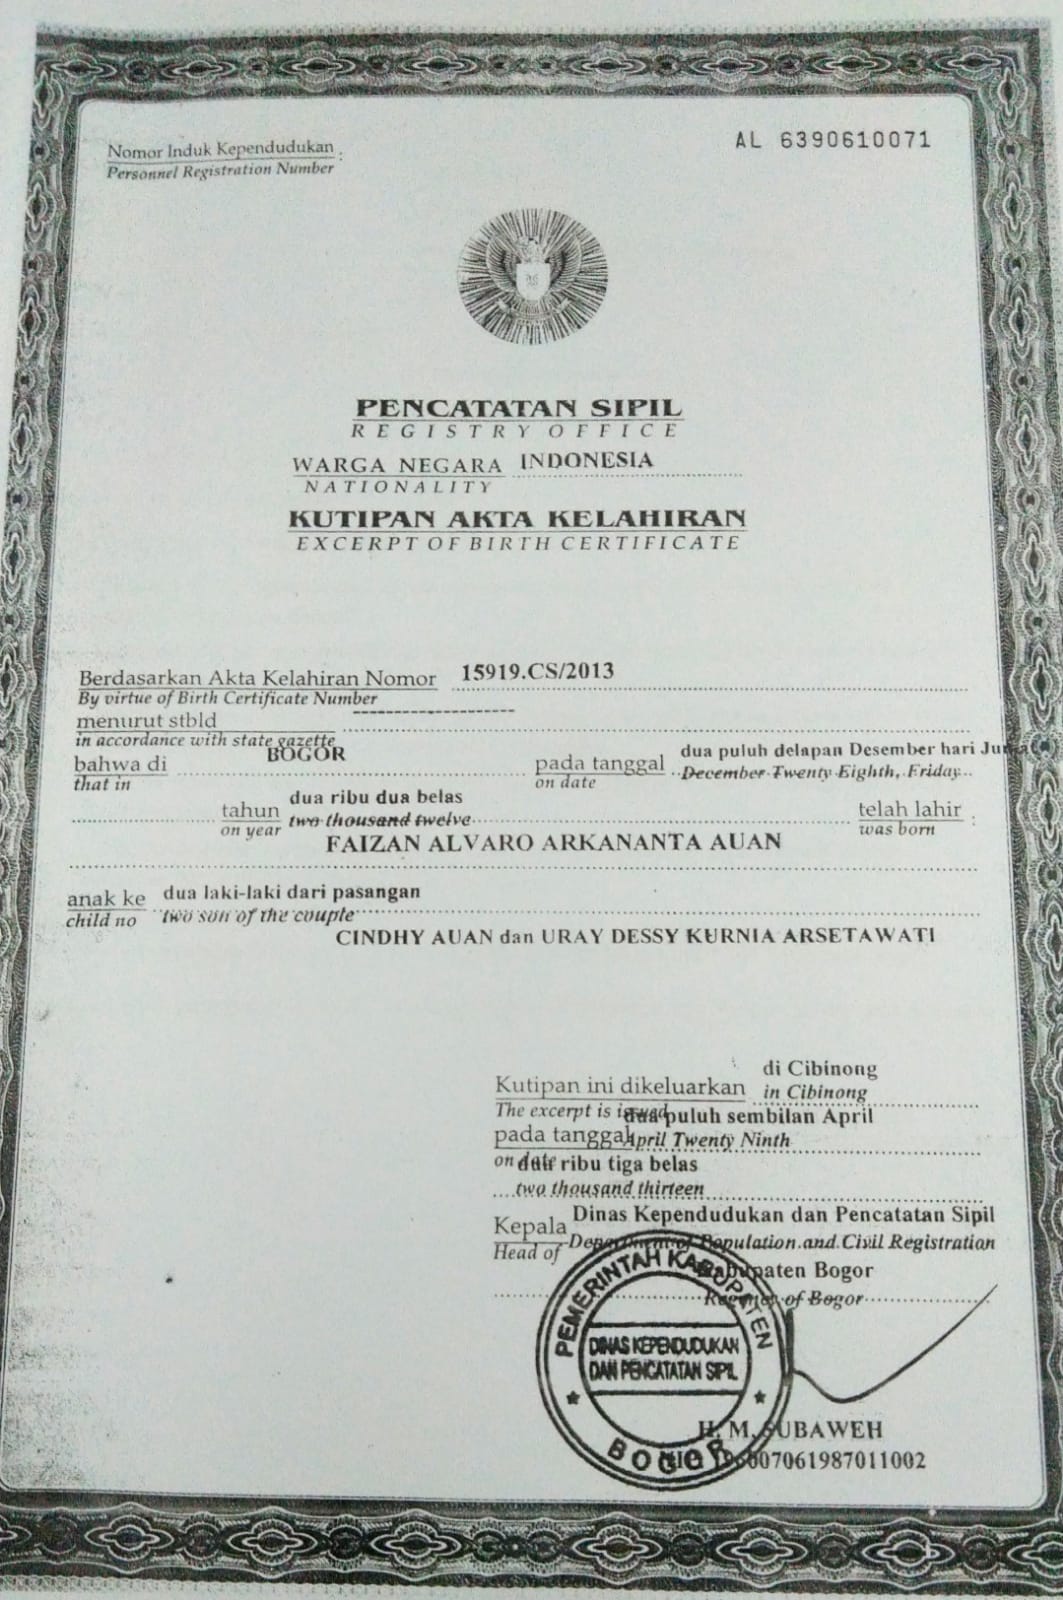 Nomor Induk Kependudukan :
Personnel Registration Number
AL 6390610071
PENCATATAN SIPIL
REGISTRY OFFICE
WARGA NEGARA INDONESIA
NATIONALITY
KUTIPAN AKTA KELAHIRAN
EXCERPT OF BIRTH CERTIFICATE
Berdasarkan Akta Kelahiran Nomor 15919.CS/2013
By virtue of Birth Certificate Number
menurut stbld
in accordance with state gazette
bahwa di BOGOR pada tanggal dua puluh delapan Desember hari
that in on date December Twenty Eighth, Friday
tahun dua ribu dua belas telah lahir :
on year two thousand twelve was born
FAIZAN ALVARO ARKANANTA AUAN
anak ke dua laki-laki dari pasangan
child no two son of the couple
CINDHY AUAN dan URAY DESSY KURNIA ARSETAWATI
di Cibinong
Kutipan ini dikeluarkan in Cibinong
The excerpt is issued dua puluh sembilan April
pada tanggal April Twenty Ninth
on date ribu tiga belas
two thousand thirteen
Kepala Dinas Kependudukan dan Pencatatan Sipil
Head of Department of Population and Civil Registration
Kabupaten Bogor
Regency of Bogor
PEMERINTAH KABUPATEN
DINAS KEPENDUDUKAN
DAN PENCATATAN SIPIL
BOGOR
H. M. SUBAWEH